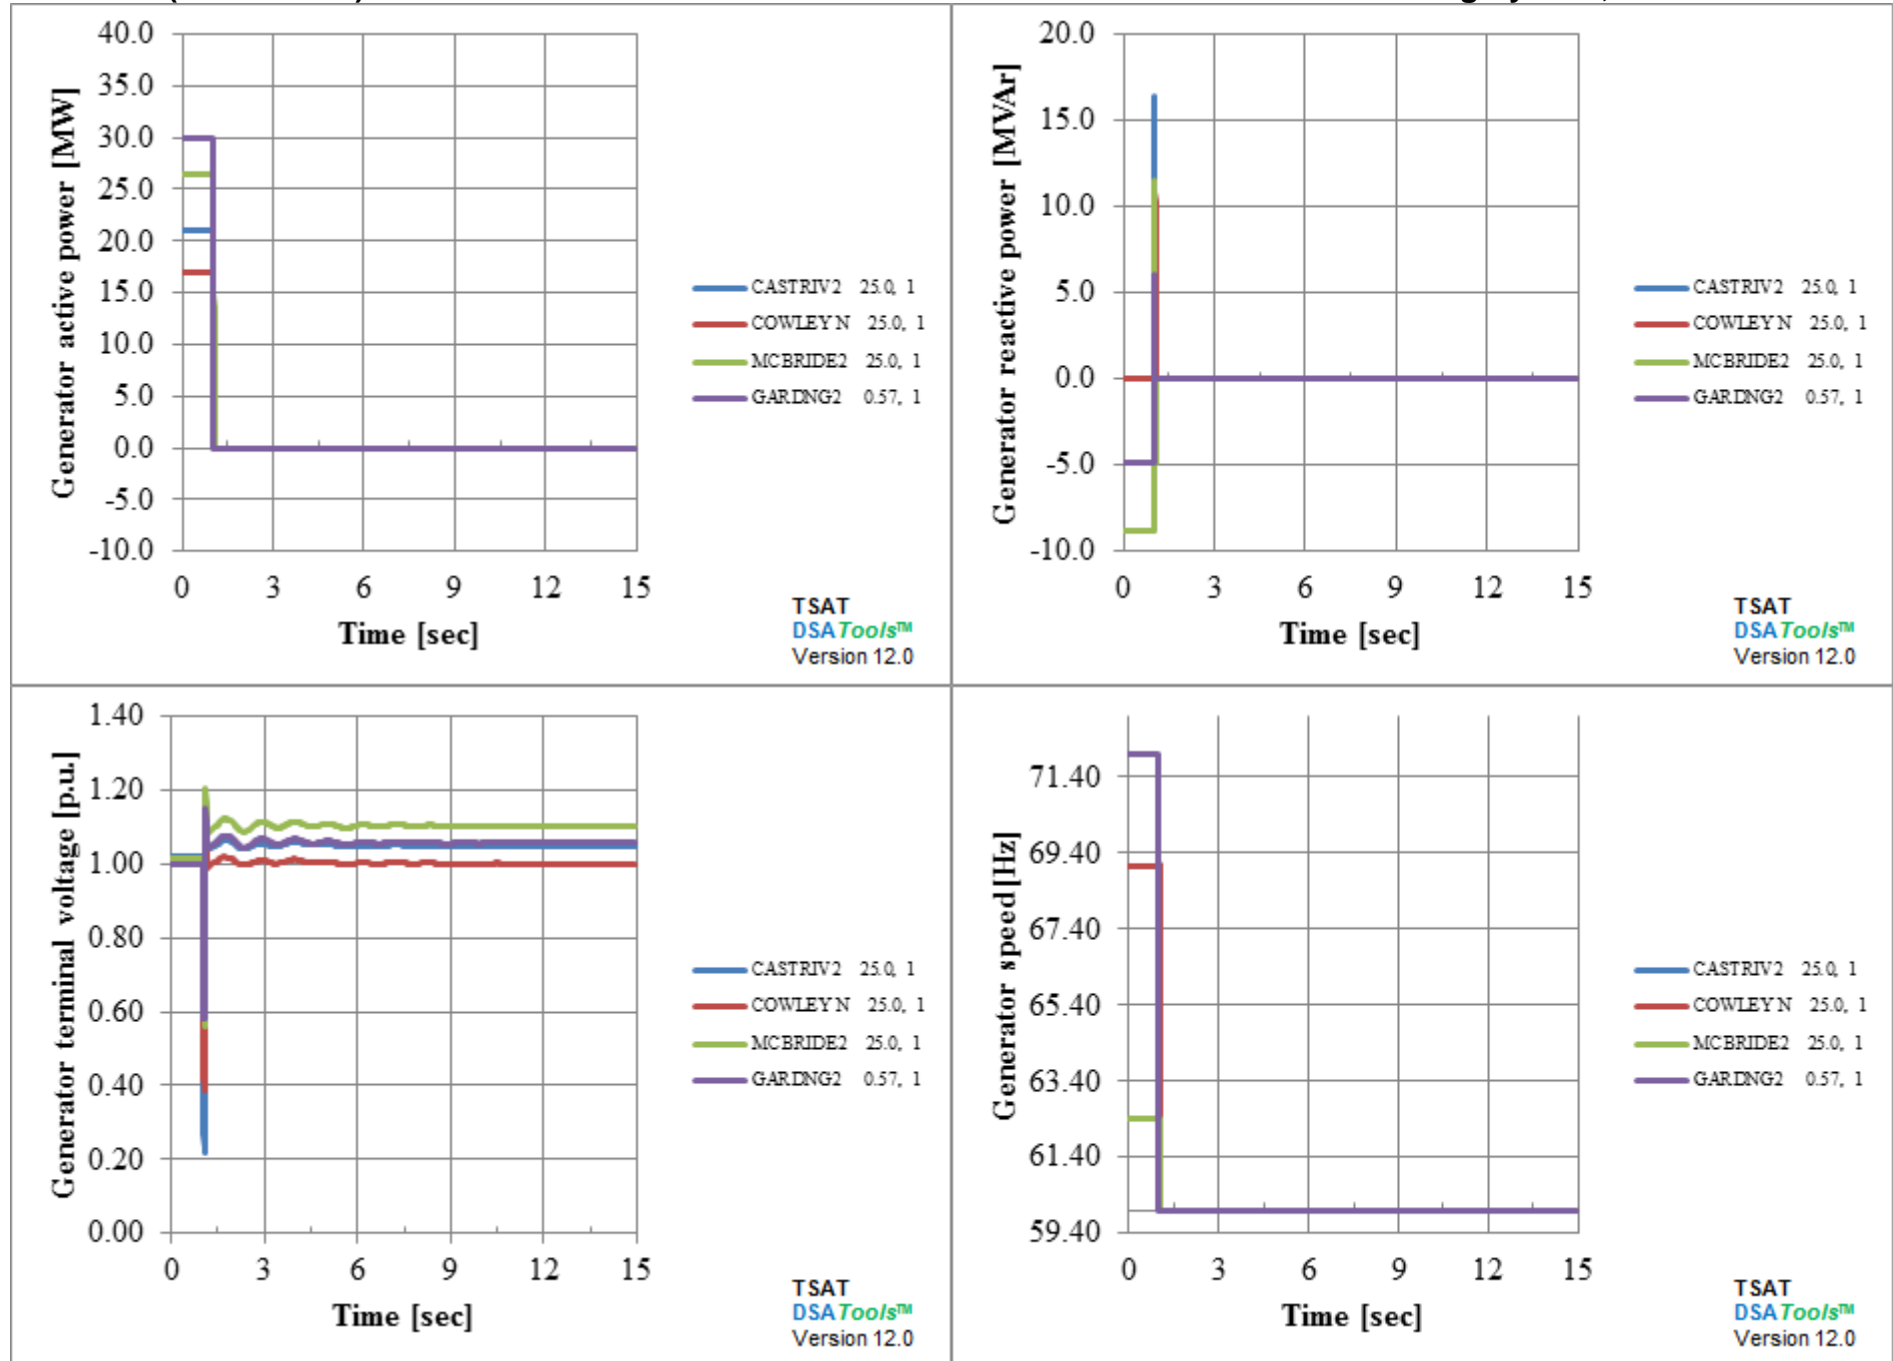 Generator active power [MW]
40.0
35.0
30.0
25.0
20.0
15.0
10.0
5.0
0.0
-5.0
-10.0
0 3 6 9 12 15
Time [sec]
CASTRIV2 25.0, 1
COWLEY N 25.0, 1
MCBRIDE2 25.0, 1
GARDNG2 0.57, 1
TSAT
DSATools™
Version 12.0
Generator reactive power [MVAr]
20.0
15.0
10.0
5.0
0.0
-5.0
-10.0
0 3 6 9 12 15
Time [sec]
CASTRIV2 25.0, 1
COWLEY N 25.0, 1
MCBRIDE2 25.0, 1
GARDNG2 0.57, 1
TSAT
DSATools™
Version 12.0
Generator terminal voltage [p.u.]
1.40
1.20
1.00
0.80
0.60
0.40
0.20
0.00
0 3 6 9 12 15
Time [sec]
CASTRIV2 25.0, 1
COWLEY N 25.0, 1
MCBRIDE2 25.0, 1
GARDNG2 0.57, 1
TSAT
DSATools™
Version 12.0
Generator speed[Hz]
71.40
69.40
67.40
65.40
63.40
61.40
59.40
0 3 6 9 12 15
Time [sec]
CASTRIV2 25.0, 1
COWLEY N 25.0, 1
MCBRIDE2 25.0, 1
GARDNG2 0.57, 1
TSAT
DSATools™
Version 12.0